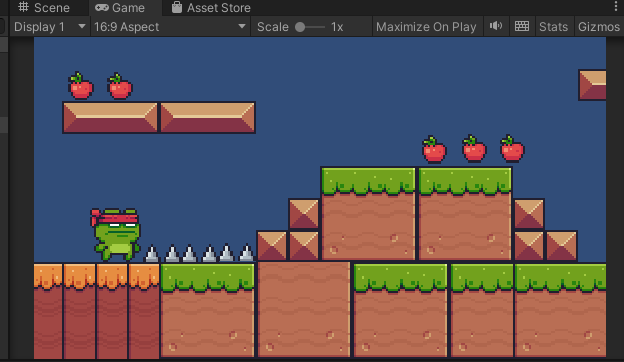 Scene Game Asset Store
Display 1 16:9 Aspect Scale 1x Maximize On Play Stats Gizmos